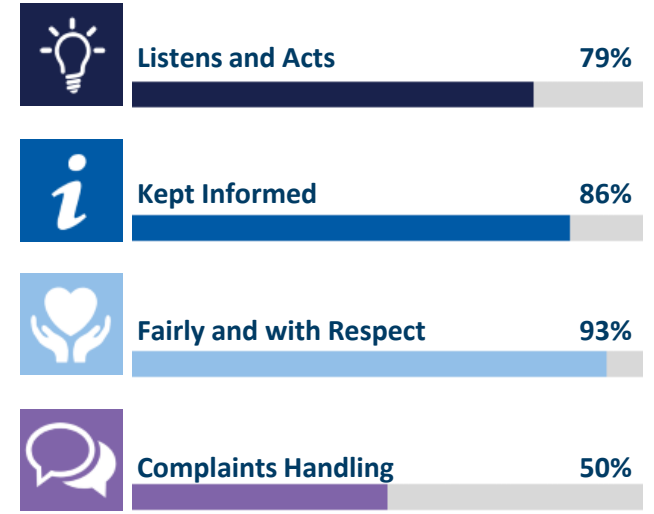 Listens and Acts 79%
Kept Informed 86%
Fairly and with Respect 93%
Complaints Handling 50%